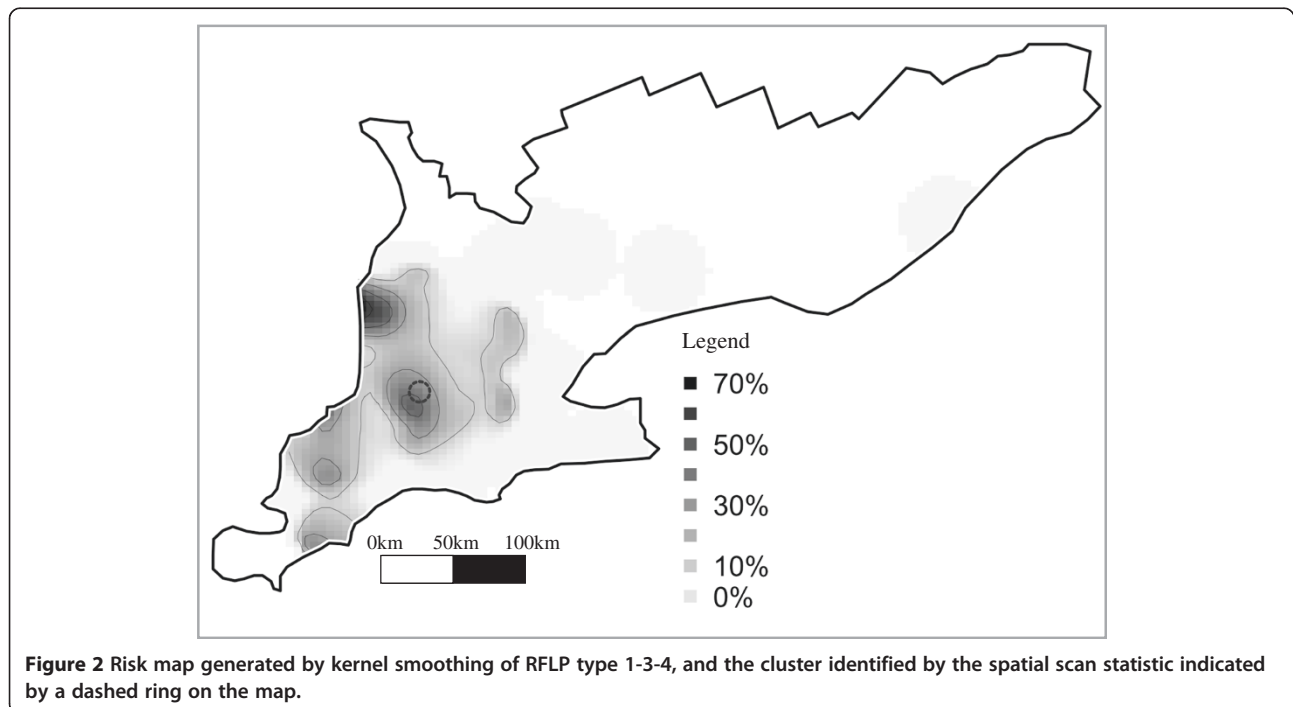 Legend
70%
50%
30%
10%
0%
0km 50km 100km
Figure 2 Risk map generated by kernel smoothing of RFLP type 1-3-4, and the cluster identified by the spatial scan statistic indicated
by a dashed ring on the map.